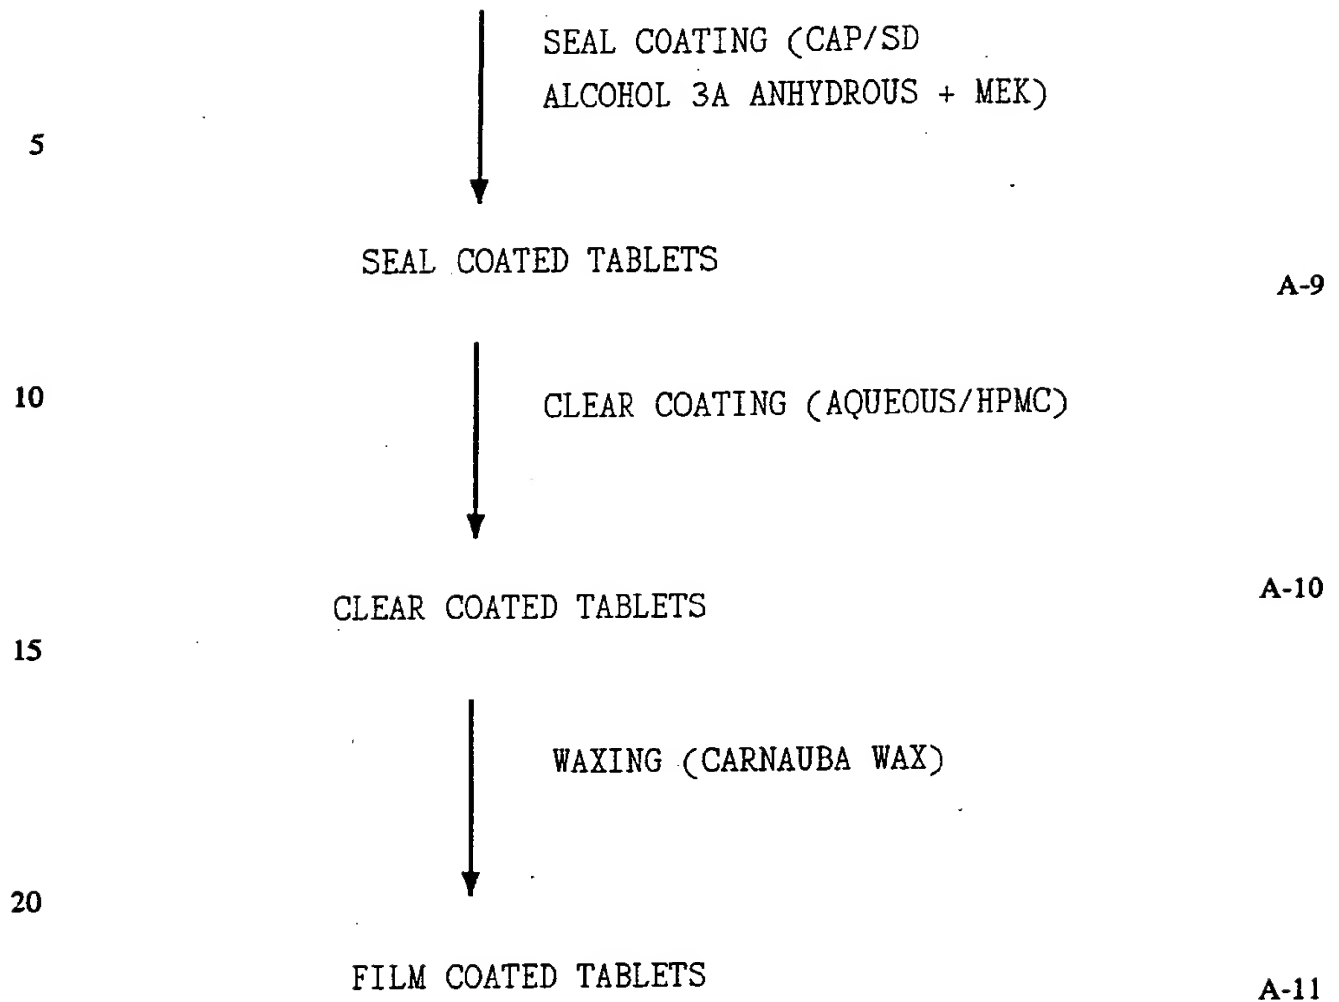 SEAL COATING (CAP/SD
ALCOHOL 3A ANHYDROUS + MEK)
5
SEAL COATED TABLETS
A-9
10
CLEAR COATING (AQUEOUS/HPMC)
A-10
CLEAR COATED TABLETS
15
WAXING (CARNAUBA WAX)
20
FILM COATED TABLETS
A-11